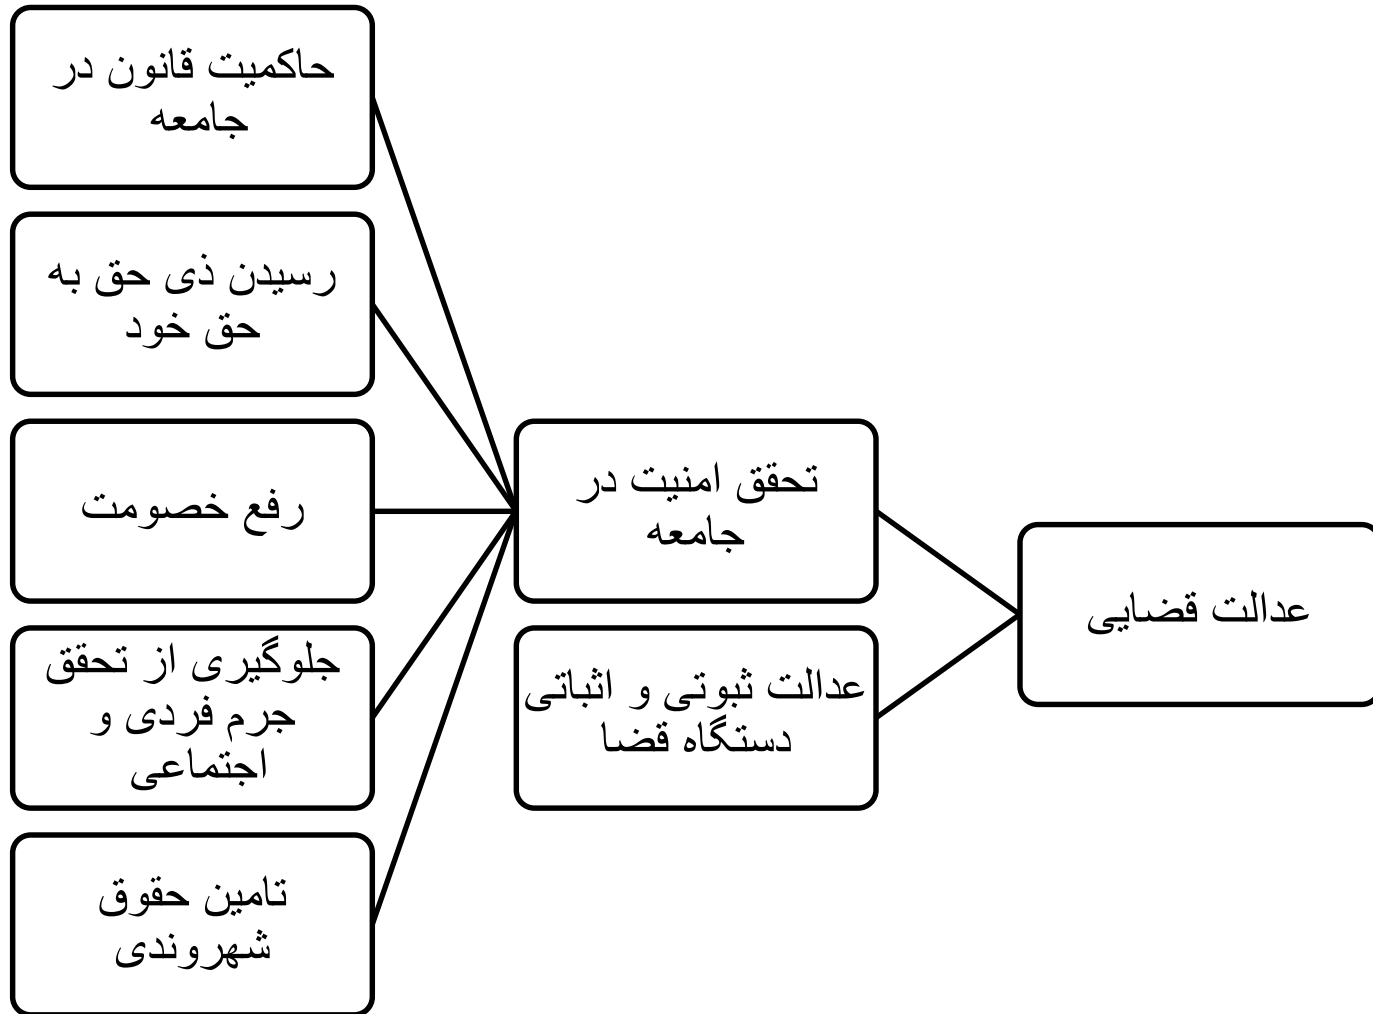 عدالت قضایی
تحقق امنیت در
جامعه
عدالت ثبوتی و اثباتی
دستگاه قضا
حاکمیت قانون در
جامعه
رسیدن ذی حق به
حق خود
رفع خصومت
جلوگیری از تحقق
جرم فردی و
اجتماعی
تامین حقوق
شهروندی